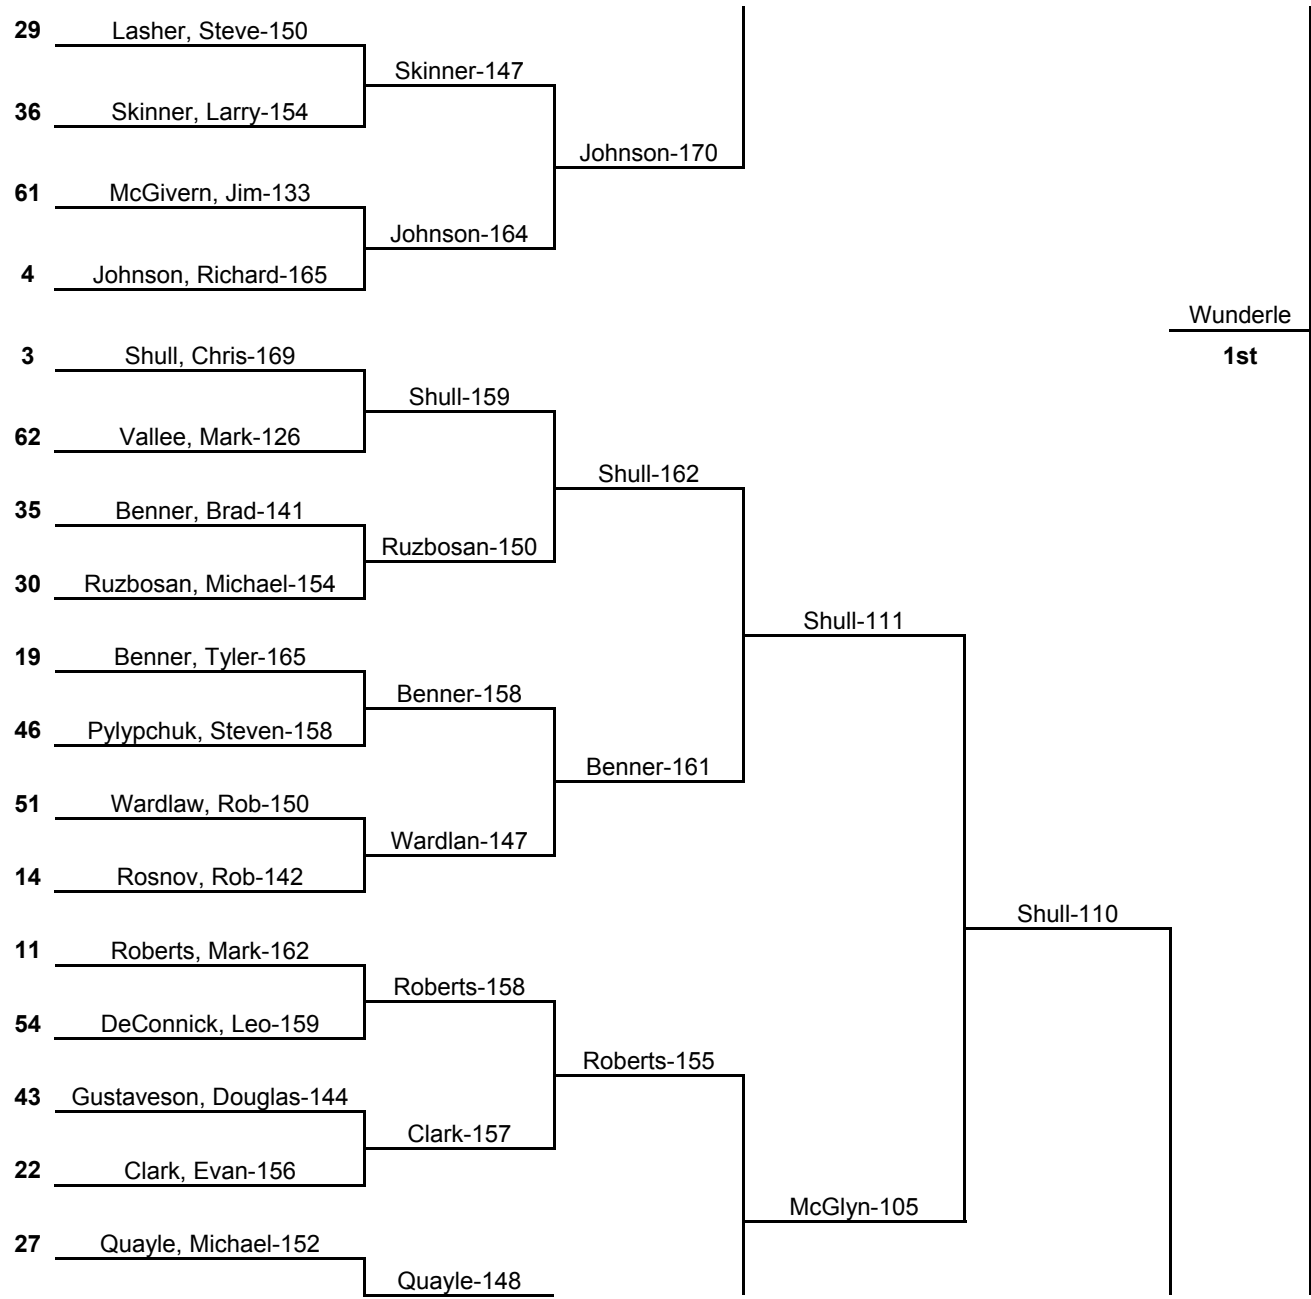 29 Lasher, Steve-150
Skinner-147
36 Skinner, Larry-154
Johnson-170
61 McGivern, Jim-133
Johnson-164
4 Johnson, Richard-165
Wunderle
3 Shull, Chris-169
1st
Shull-159
62 Vallee, Mark-126
Shull-162
35 Benner, Brad-141
Ruzbosan-150
30 Ruzbosan, Michael-154
Shull-111
19 Benner, Tyler-165
Benner-158
46 Pylypchuk, Steven-158
Benner-161
51 Wardlaw, Rob-150
Wardlan-147
14 Rosnov, Rob-142
Shull-110
11 Roberts, Mark-162
Roberts-158
54 DeConnick, Leo-159
Roberts-155
43 Gustaveson, Douglas-144
Clark-157
22 Clark, Evan-156
McGlyn-105
27 Quayle, Michael-152
Quayle-148